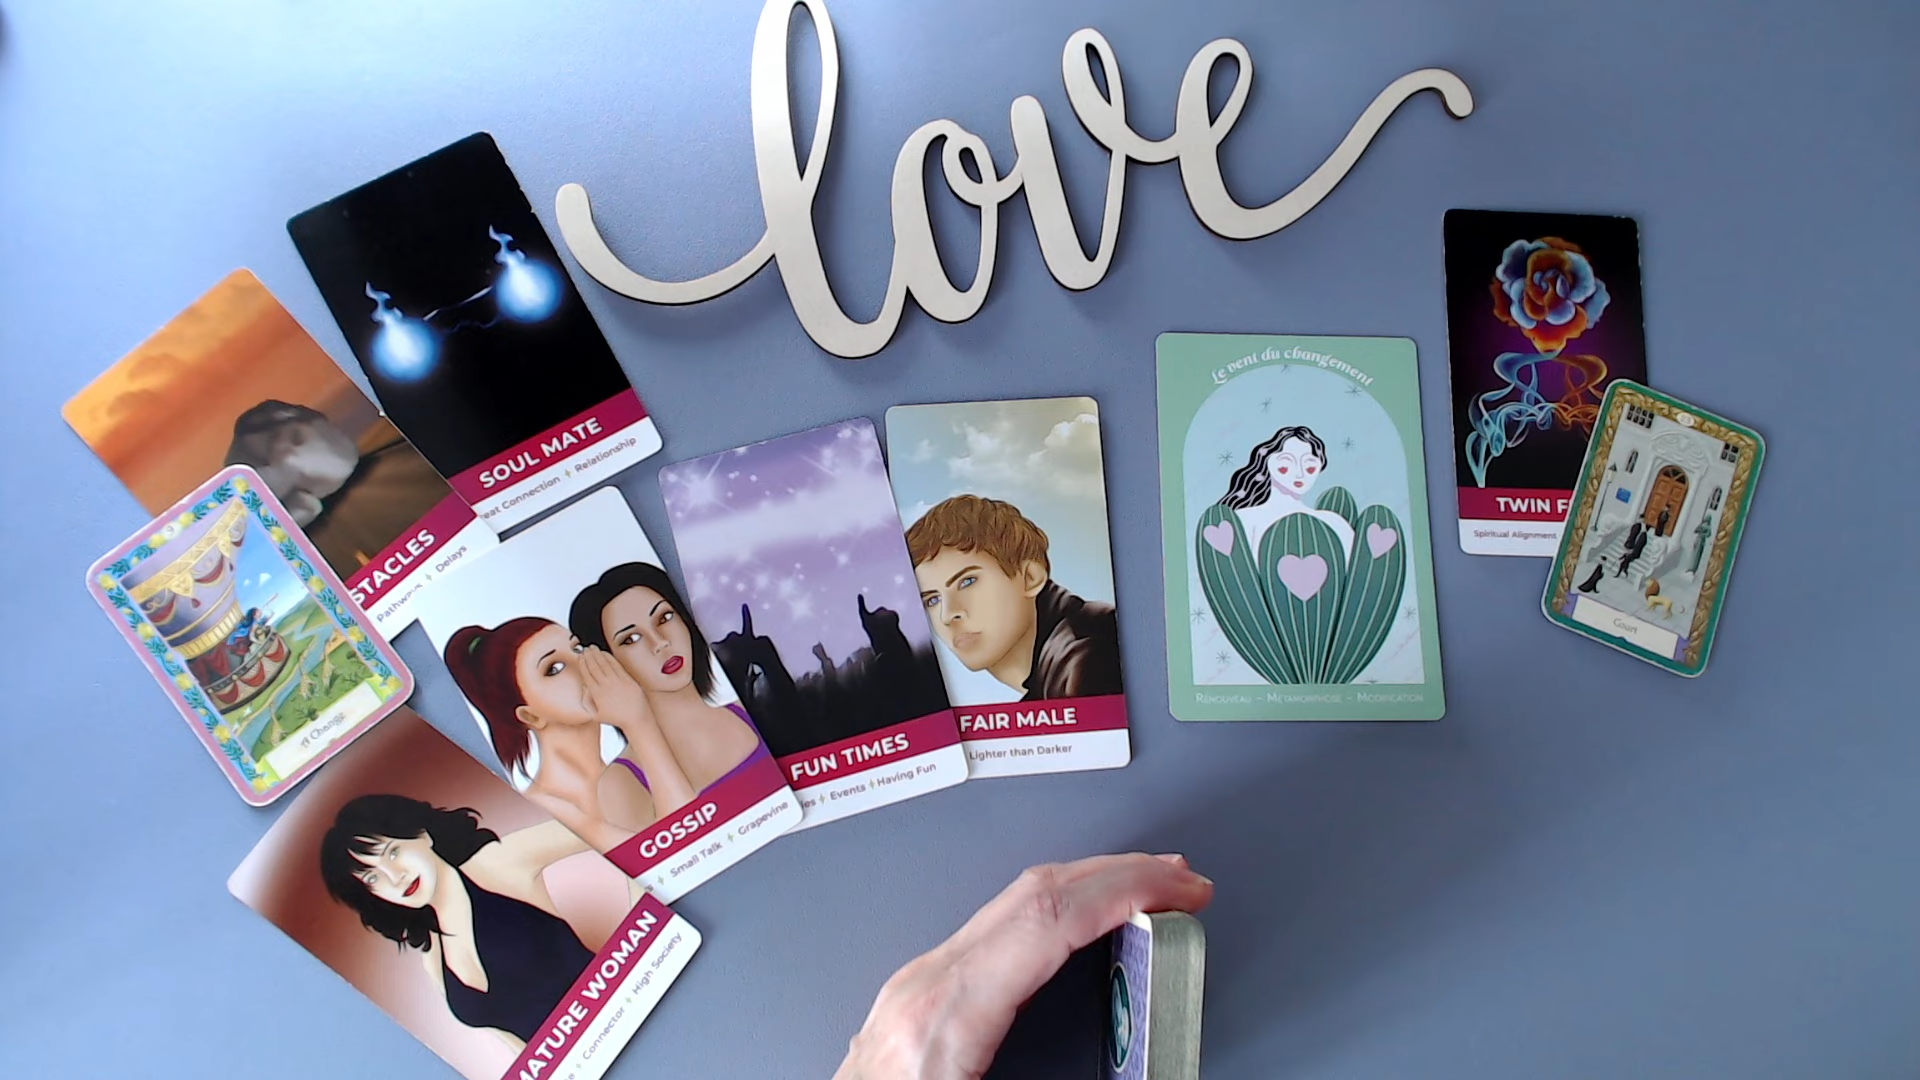 love
SOUL MATE
Connection ✦ Relationship
STACLES
✦ Delays
9
A Change
GOSSIP
✦ Small Talk ✦ Grapevine
FUN TIMES
✦ Events ✦ Having Fun
FAIR MALE
Lighter than Darker
MATURE WOMAN
✦ Connector ✦ High Society
Le vent du changement
RENOUVEAU – MÉTAMORPHOSE – MODIFICATION
TWIN F
Spiritual Alignment
Court